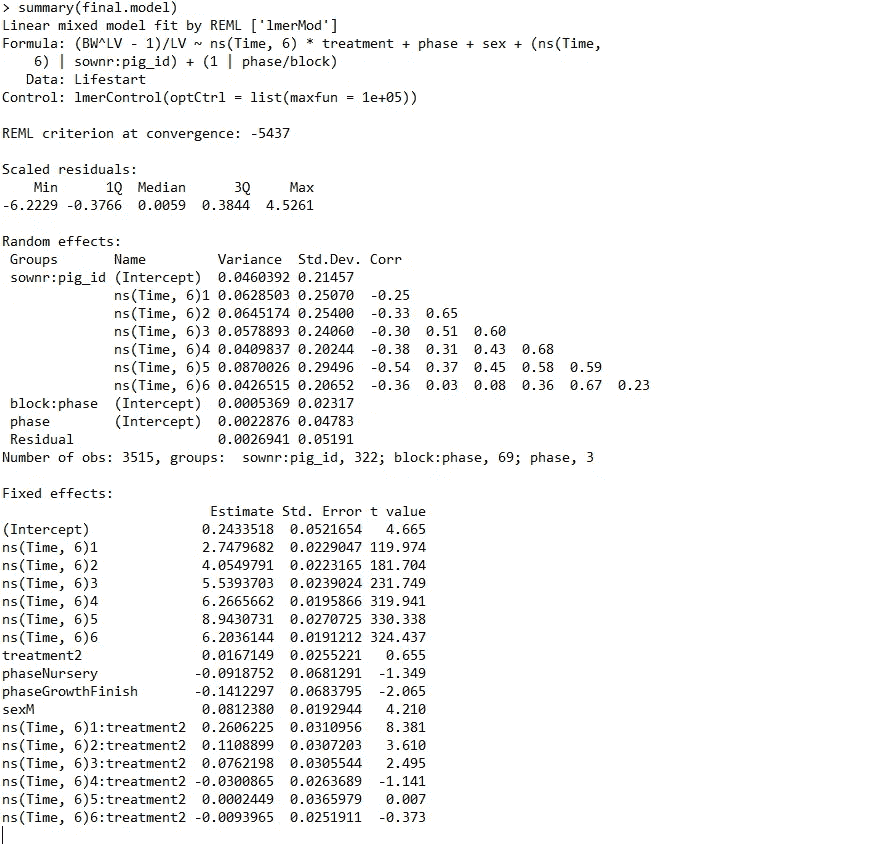 > summary(final.model)
Linear mixed model fit by REML ['lmerMod']
Formula: (BW^LV - 1)/LV ~ ns(Time, 6) * treatment + phase + sex + (ns(Time,
    6) | sownr:pig_id) + (1 | phase/block)
   Data: Lifestart
Control: lmerControl(optCtrl = list(maxfun = 1e+05))

REML criterion at convergence: -5437

Scaled residuals:
    Min      1Q  Median      3Q     Max
-6.2229 -0.3766  0.0059  0.3844  4.5261

Random effects:
 Groups       Name         Variance  Std.Dev. Corr
 sownr:pig_id (Intercept)  0.0460392 0.21457
              ns(Time, 6)1 0.0628503 0.25070  -0.25
              ns(Time, 6)2 0.0645174 0.25400  -0.33  0.65
              ns(Time, 6)3 0.0578893 0.24060  -0.30  0.51  0.60
              ns(Time, 6)4 0.0409837 0.20244  -0.38  0.31  0.43  0.68
              ns(Time, 6)5 0.0870026 0.29496  -0.54  0.37  0.45  0.58  0.59
              ns(Time, 6)6 0.0426515 0.20652  -0.36  0.03  0.08  0.36  0.67  0.23
 block:phase  (Intercept)  0.0005369 0.02317
 phase        (Intercept)  0.0022876 0.04783
 Residual                  0.0026941 0.05191
Number of obs: 3515, groups:  sownr:pig_id, 322; block:phase, 69; phase, 3

Fixed effects:
                          Estimate Std. Error t value
(Intercept)              0.2433518  0.0521654   4.665
ns(Time, 6)1             2.7479682  0.0229047 119.974
ns(Time, 6)2             4.0549791  0.0223165 181.704
ns(Time, 6)3             5.5393703  0.0239024 231.749
ns(Time, 6)4             6.2665662  0.0195866 319.941
ns(Time, 6)5             8.9430731  0.0270725 330.338
ns(Time, 6)6             6.2036144  0.0191212 324.437
treatment2               0.0167149  0.0255221   0.655
phaseNursery            -0.0918752  0.0681291  -1.349
phaseGrowthFinish       -0.1412297  0.0683795  -2.065
sexM                     0.0812380  0.0192944   4.210
ns(Time, 6)1:treatment2  0.2606225  0.0310956   8.381
ns(Time, 6)2:treatment2  0.1108899  0.0307203   3.610
ns(Time, 6)3:treatment2  0.0762198  0.0305544   2.495
ns(Time, 6)4:treatment2 -0.0300865  0.0263689  -1.141
ns(Time, 6)5:treatment2  0.0002449  0.0365979   0.007
ns(Time, 6)6:treatment2 -0.0093965  0.0251911  -0.373